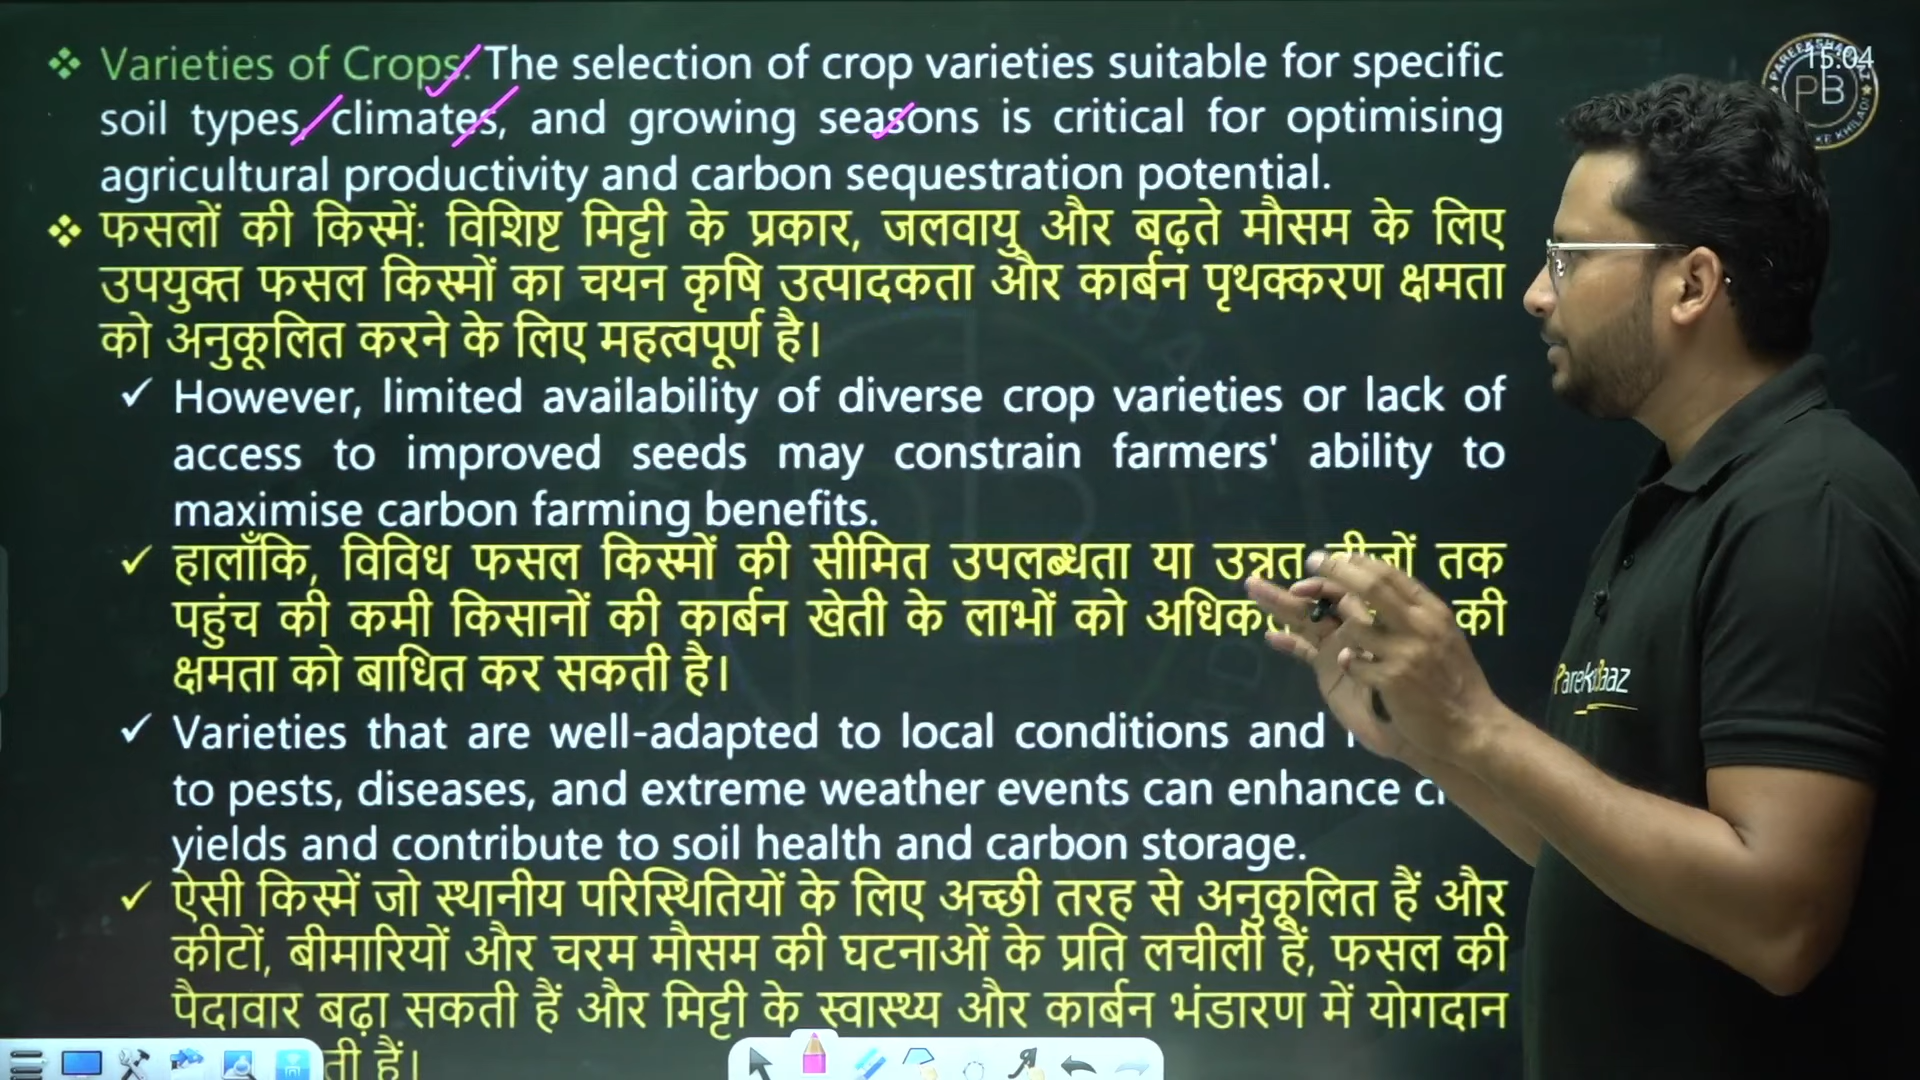 ❖ Varieties of Crops: The selection of crop varieties suitable for specific
soil types, climates, and growing seasons is critical for optimising
agricultural productivity and carbon sequestration potential.
❖ फसलों की किस्में: विशिष्ट मिट्टी के प्रकार, जलवायु और बढ़ते मौसम के लिए
उपयुक्त फसल किस्मों का चयन कृषि उत्पादकता और कार्बन पृथक्करण क्षमता
को अनुकूलित करने के लिए महत्वपूर्ण है।
✓ However, limited availability of diverse crop varieties or lack of
access to improved seeds may constrain farmers' ability to
maximise carbon farming benefits.
✓ हालाँकि, विविध फसल किस्मों की सीमित उपलब्धता या उन्नत तक
पहुंच की कमी किसानों की कार्बन खेती के लाभों को की
क्षमता को बाधित कर सकती है।
✓ Varieties that are well-adapted to local conditions and
to pests, diseases, and extreme weather events can enhance
yields and contribute to soil health and carbon storage.
✓ ऐसी किस्में जो स्थानीय परिस्थितियों के लिए अच्छी तरह से अनुकूलित हैं और
कीटों, बीमारियों और चरम मौसम की घटनाओं के प्रति लचीली हैं, फसल की
पैदावार बढ़ा सकती हैं और मिट्टी के स्वास्थ्य और कार्बन भंडारण में योगदान
हैं।
15:04
PB
KE KHILADI